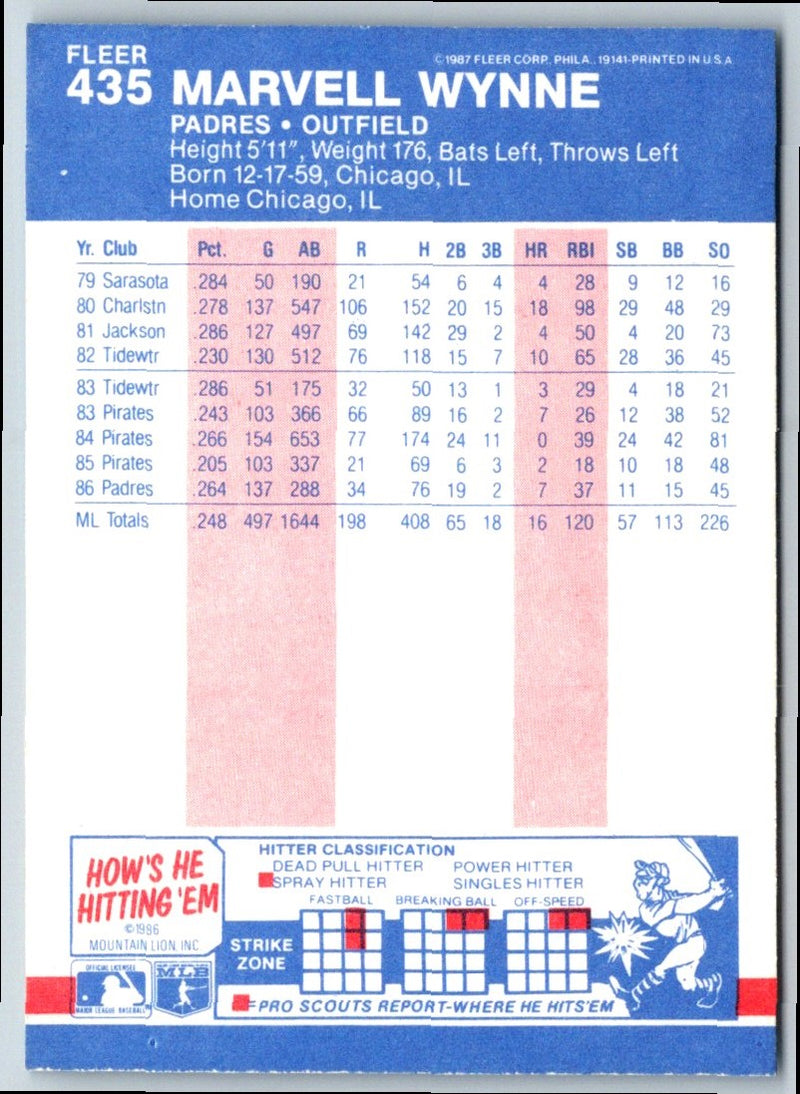 FLEER ©1987 FLEER CORP. PHILA., 19141-PRINTED IN U.S.A
435 MARVELL WYNNE
PADRES • OUTFIELD
Height 5'11", Weight 176, Bats Left, Throws Left
Born 12-17-59, Chicago, IL
Home Chicago, IL
Yr. Club Pct. G AB R H 2B 3B HR RBI SB BB SO
79 Sarasota .284 50 190 21 54 6 4 4 28 9 12 16
80 Charlstn .278 137 547 106 152 20 15 18 98 29 48 29
81 Jackson .286 127 497 69 142 29 2 4 50 4 20 73
82 Tidewtr .230 130 512 76 118 15 7 10 65 28 36 45
83 Tidewtr .286 51 175 32 50 13 1 3 29 4 18 21
83 Pirates .243 103 366 66 89 16 2 7 26 12 38 52
84 Pirates .266 154 653 77 174 24 11 0 39 24 42 81
85 Pirates .205 103 337 21 69 6 3 2 18 10 18 48
86 Padres .264 137 288 34 76 19 2 7 37 11 15 45
ML Totals .248 497 1644 198 408 65 18 16 120 57 113 226
HOW'S HE
HITTING 'EM
©1986
MOUNTAIN LION, INC
HITTER CLASSIFICATION
DEAD PULL HITTER POWER HITTER
SPRAY HITTER SINGLES HITTER
FASTBALL BREAKING BALL OFF-SPEED
STRIKE
ZONE
=PRO SCOUTS REPORT-WHERE HE HITS'EM
OFFICIAL LICENSEE
MAJOR LEAGUE BASEBALL
MLB